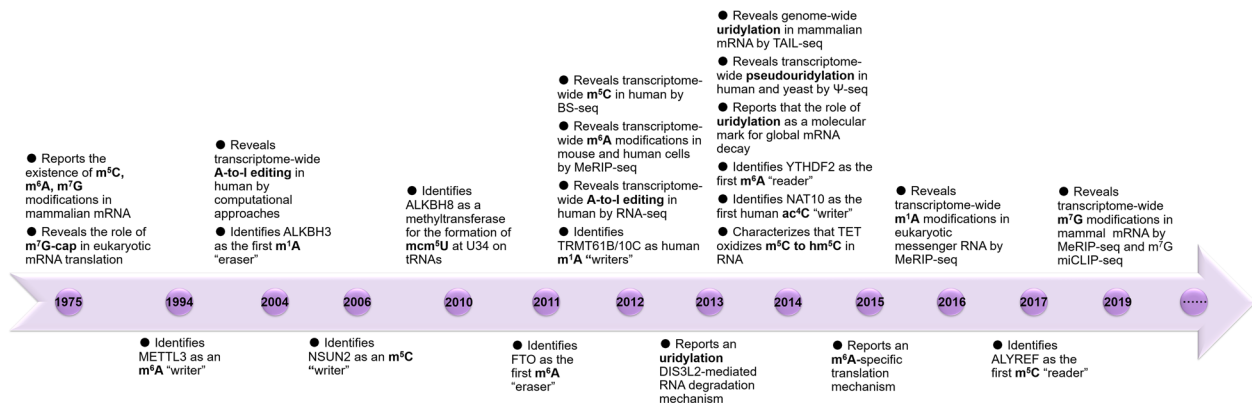 ● Reports the
existence of m⁵C,
m⁶A, m⁷G
modifications in
mammalian mRNA
● Reveals the role of
m⁷G-cap in eukaryotic
mRNA translation
● Reveals
transcriptome-wide
A-to-I editing in
human by
computational
approaches
● Identifies ALKBH3
as the first m¹A
“eraser”
● Identifies
ALKBH8 as a
methyltransferase
for the formation of
mcm⁵U at U34 on
tRNAs
● Reveals transcriptome-
wide m⁵C in human by
BS-seq
● Reveals transcriptome-
wide m⁶A modifications in
mouse and human cells
by MeRIP-seq
● Reveals transcriptome-
wide A-to-I editing in
human by RNA-seq
● Identifies
TRMT61B/10C as human
m¹A “writers”
● Reveals genome-wide
uridylation in mammalian
mRNA by TAIL-seq
● Reveals transcriptome-
wide pseudouridylation in
human and yeast by Ψ-seq
● Reports that the role of
uridylation as a molecular
mark for global mRNA
decay
● Identifies YTHDF2 as the
first m⁶A “reader”
● Identifies NAT10 as the
first human ac⁴C “writer”
● Characterizes that TET
oxidizes m⁵C to hm⁵C in
RNA
● Reveals
transcriptome-wide
m¹A modifications in
eukaryotic
messenger RNA by
MeRIP-seq
● Reveals
transcriptome-wide
m⁷G modifications in
mammal mRNA by
MeRIP-seq and m⁷G
miCLIP-seq
1975 1994 2004 2006 2010 2011 2012 2013 2014 2015 2016 2017 2019 ······
● Identifies
METTL3 as an
m⁶A “writer”
● Identifies
NSUN2 as an m⁵C
“writer”
● Identifies
FTO as the
first m⁶A
“eraser”
● Reports an
uridylation
DIS3L2-mediated
RNA degradation
mechanism
● Reports an
m⁶A-specific
translation
mechanism
● Identifies
ALYREF as the
first m⁵C “reader”